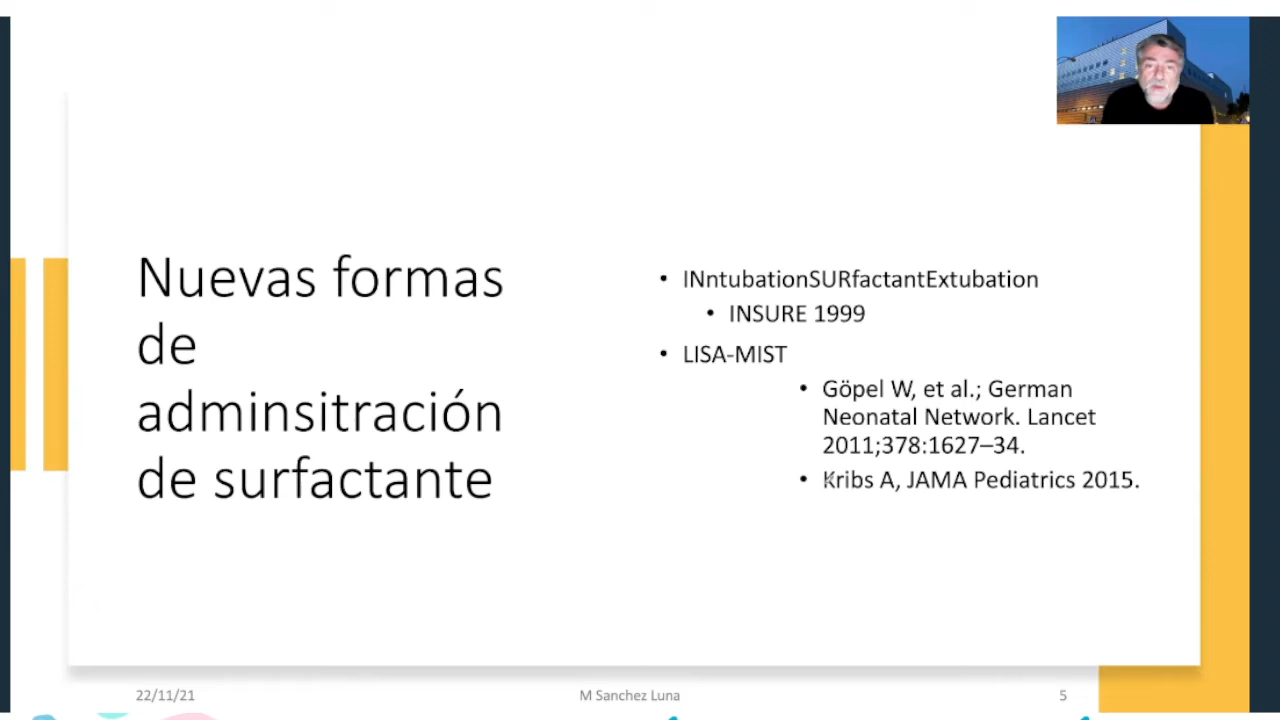 Nuevas formas
de
adminsitración
de surfactante
• INntubationSURfactantExtubation
• INSURE 1999
• LISA-MIST
• Göpel W, et al.; German
Neonatal Network. Lancet
2011;378:1627–34.
• Kribs A, JAMA Pediatrics 2015.
22/11/21
M Sanchez Luna
5